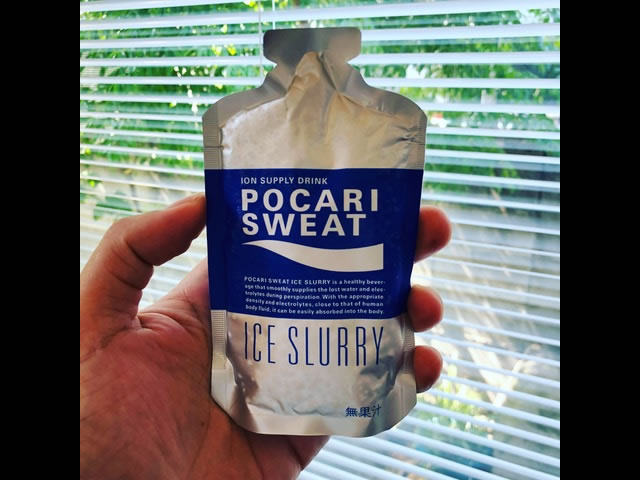 ION SUPPLY DRINK
POCARI
SWEAT
POCARI SWEAT ICE SLURRY is a healthy bever-
age that smoothly supplies the lost water and elec-
trolytes during perspiration. With the appropriate
density and electrolytes, close to that of human
body fluid, it can be easily absorbed into the body.
ICE SLURRY
無果汁